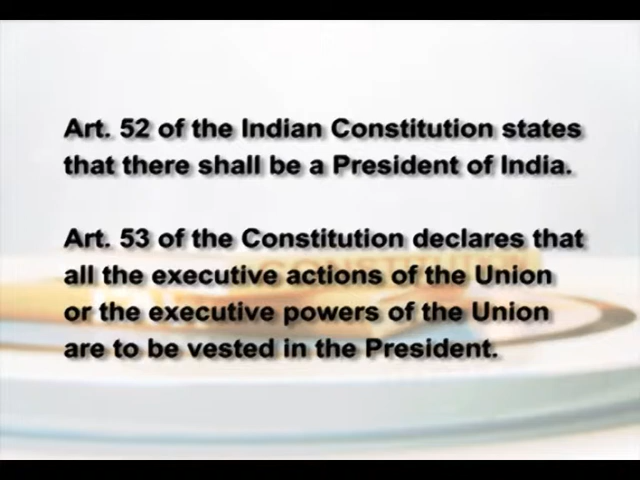 Art. 52 of the Indian Constitution states
that there shall be a President of India.
Art. 53 of the Constitution declares that
all the executive actions of the Union
or the executive powers of the Union
are to be vested in the President.
CONSTITUTION